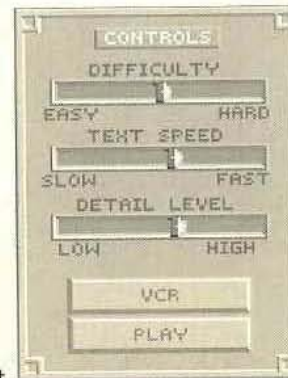 CONTROLS
DIFFICULTY
EASY HARD
TEXT SPEED
SLOW FAST
DETAIL LEVEL
LOW HIGH
VCR
PLAY